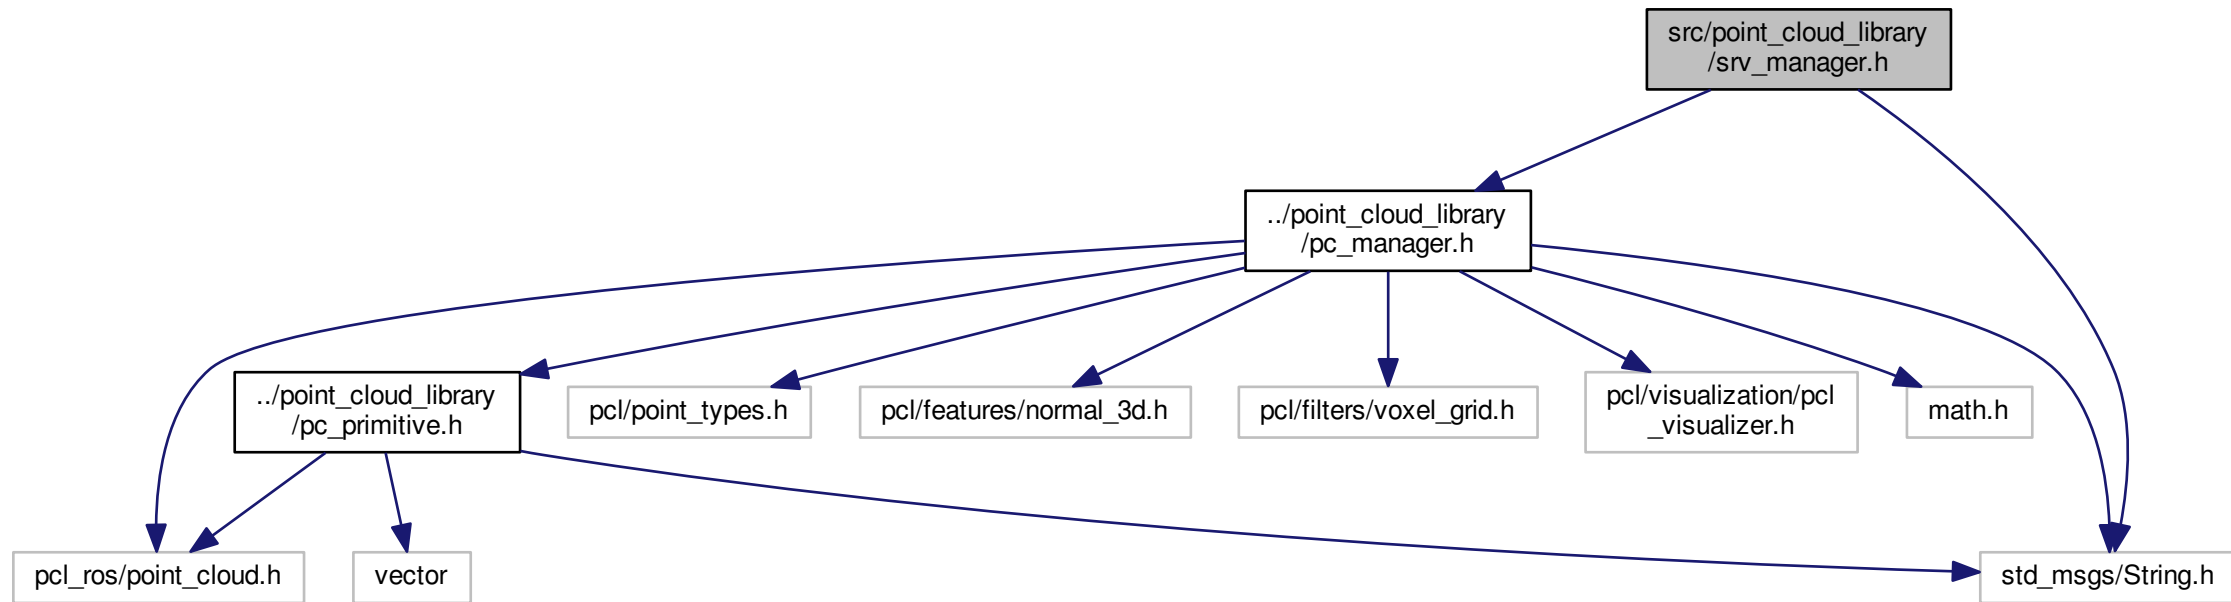 src/point_cloud_library
/srv_manager.h
../point_cloud_library
/pc_manager.h
../point_cloud_library
/pc_primitive.h
pcl/point_types.h
pcl/features/normal_3d.h
pcl/filters/voxel_grid.h
pcl/visualization/pcl
_visualizer.h
math.h
pcl_ros/point_cloud.h
vector
std_msgs/String.h